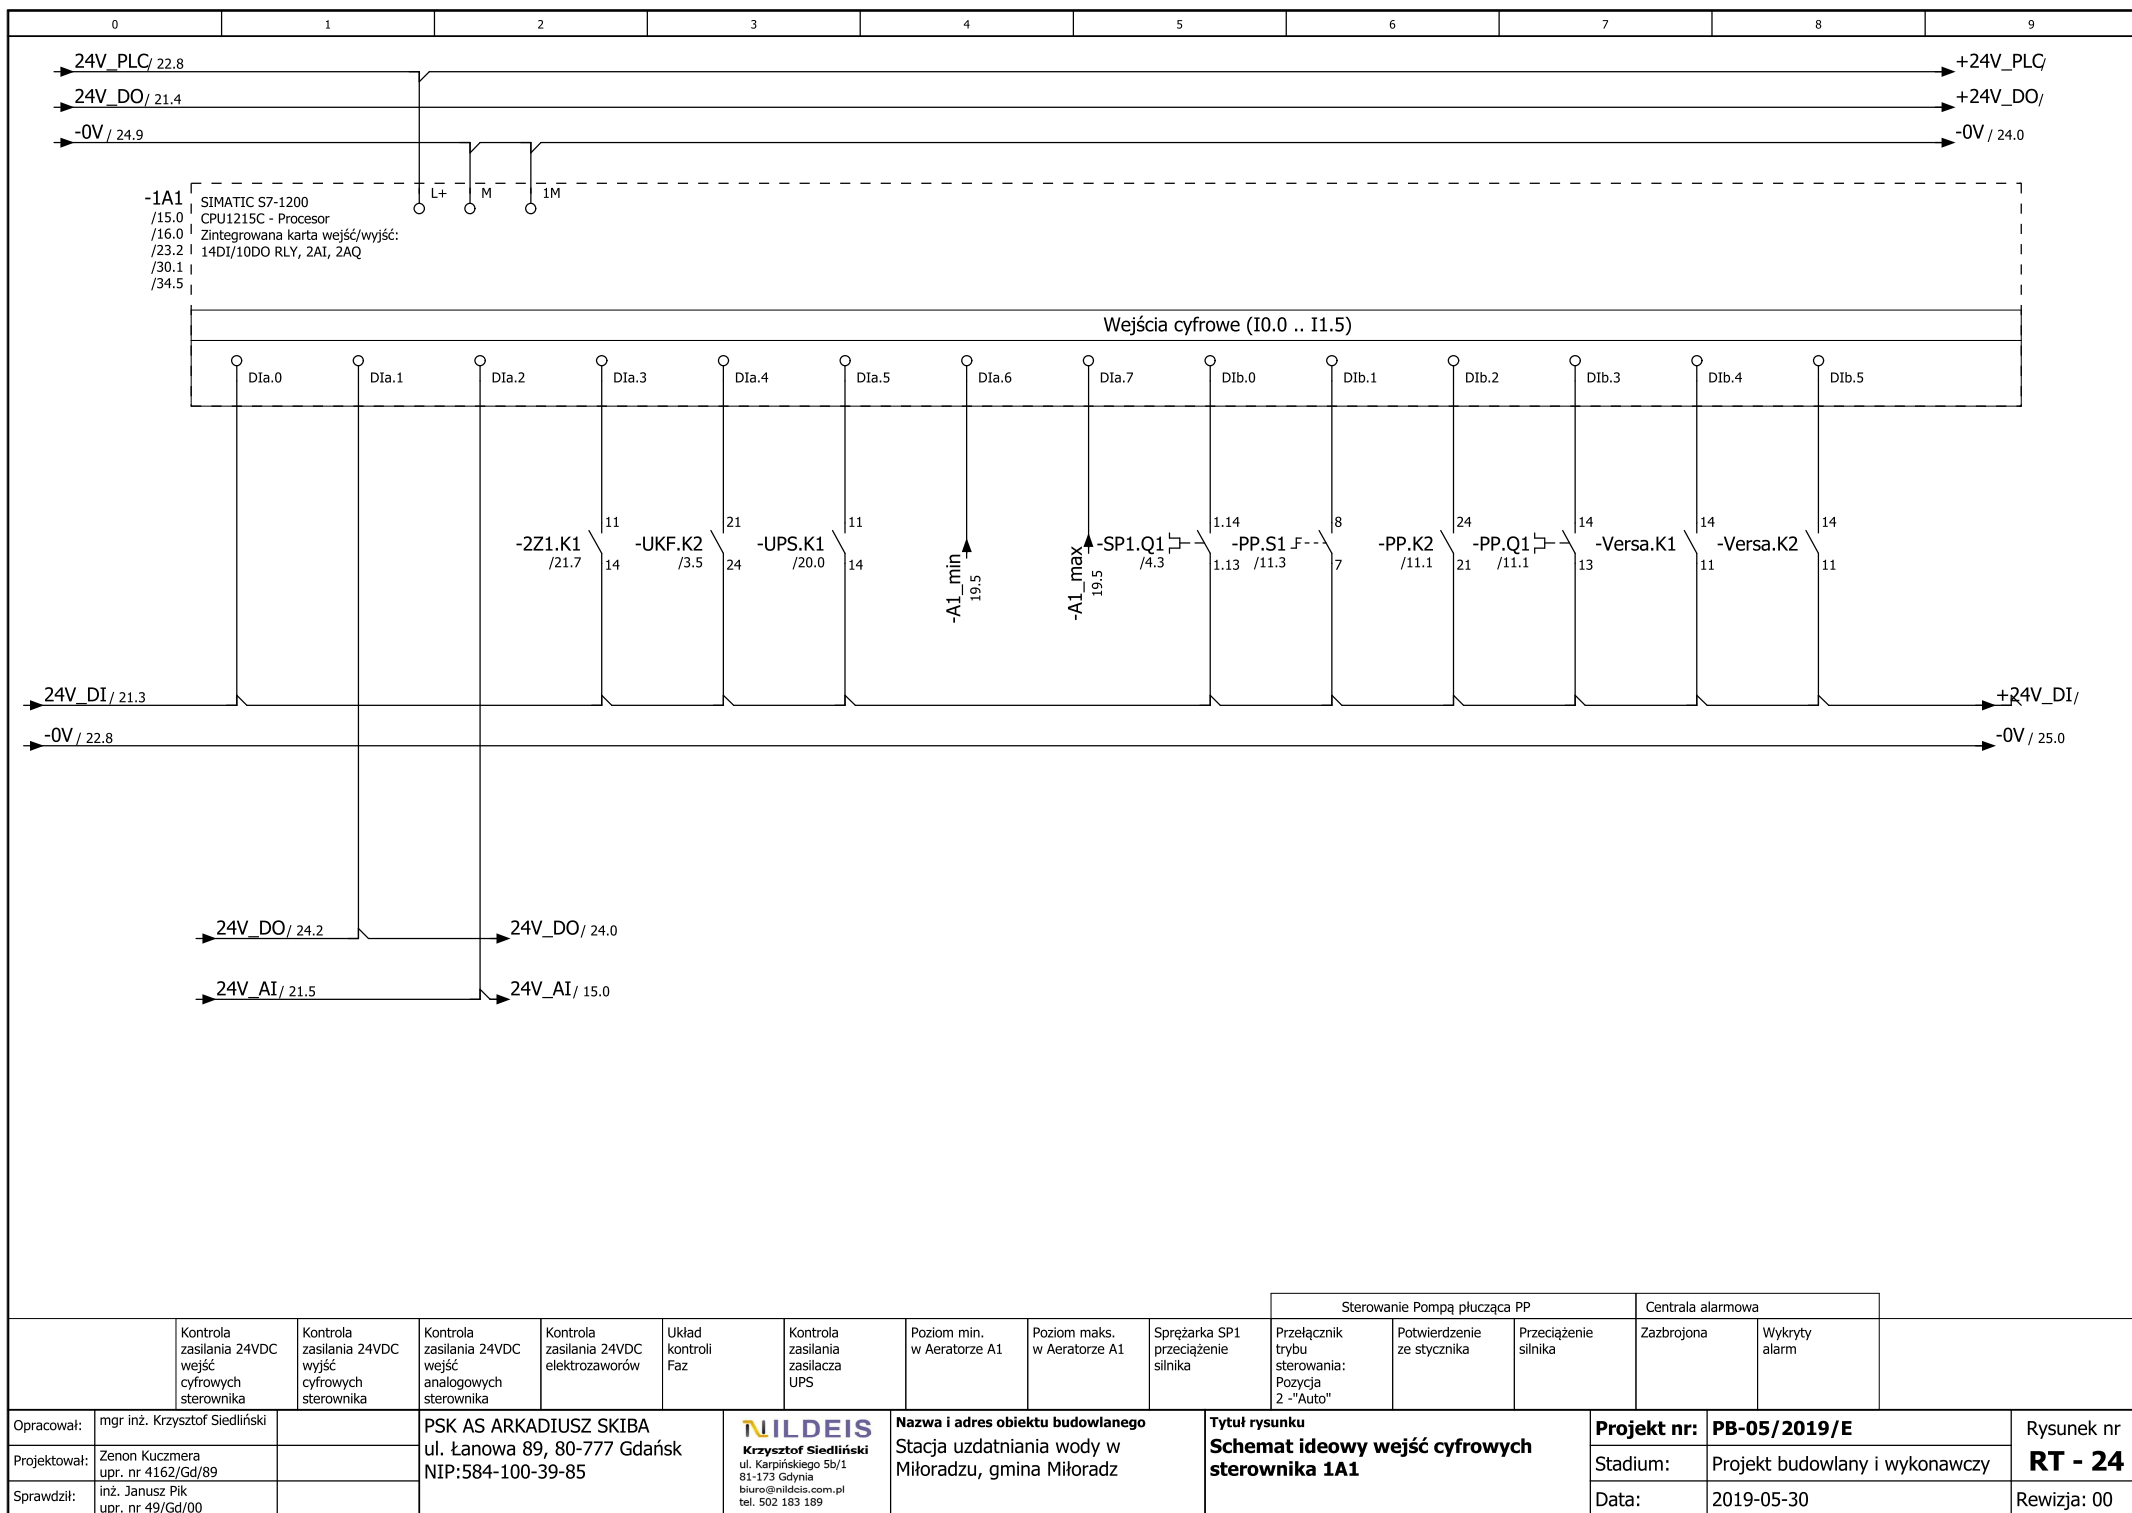 0 1 2 3 4 5 6 7 8 9
24V_PLC/ 22.8
+24V_PLC/
24V_DO/ 21.4
+24V_DO/
-0V / 24.9
-0V / 24.0
L+ M 1M
-1A1
/15.0
/16.0
/23.2
/30.1
/34.5
SIMATIC S7-1200
CPU1215C - Procesor
Zintegrowana karta wejść/wyjść:
14DI/10DO RLY, 2AI, 2AQ
Wejścia cyfrowe (I0.0 .. I1.5)
DIa.0 DIa.1 DIa.2 DIa.3 DIa.4 DIa.5 DIa.6 DIa.7 DIb.0 DIb.1 DIb.2 DIb.3 DIb.4 DIb.5
11
-2Z1.K1
/21.7
14
21
-UKF.K2
/3.5
24
11
-UPS.K1
/20.0
14
-A1_min
19.5
-A1_max
19.5
1.14
-SP1.Q1
/4.3
1.13
8
-PP.S1
/11.3
7
24
-PP.K2
/11.1
21
14
-PP.Q1
/11.1
13
14
-Versa.K1
11
14
-Versa.K2
11
24V_DI/ 21.3
+24V_DI/
-0V / 22.8
-0V / 25.0
24V_DO/ 24.2
24V_DO/ 24.0
24V_AI/ 21.5
24V_AI/ 15.0
Sterowanie Pompą płucząca PP
Centrala alarmowa
Kontrola
zasilania 24VDC
wejść
cyfrowych
sterownika
Kontrola
zasilania 24VDC
wyjść
cyfrowych
sterownika
Kontrola
zasilania 24VDC
wejść
analogowych
sterownika
Kontrola
zasilania 24VDC
elektrozaworów
Układ
kontroli
Faz
Kontrola
zasilania
zasilacza
UPS
Poziom min.
w Aeratorze A1
Poziom maks.
w Aeratorze A1
Sprężarka SP1
przeciążenie
silnika
Przełącznik
trybu
sterowania:
Pozycja
2 -"Auto"
Potwierdzenie
ze stycznika
Przeciążenie
silnika
Zazbrojona
Wykryty
alarm
Opracował:
mgr inż. Krzysztof Siedliński
Projektował:
Zenon Kuczmera
upr. nr 4162/Gd/89
Sprawdził:
inż. Janusz Pik
upr. nr 49/Gd/00
PSK AS ARKADIUSZ SKIBA
ul. Łanowa 89, 80-777 Gdańsk
NIP:584-100-39-85
NILDEIS
Krzysztof Siedliński
ul. Karpińskiego 5b/1
81-173 Gdynia
biuro@nildeis.com.pl
tel. 502 183 189
Nazwa i adres obiektu budowlanego
Stacja uzdatniania wody w
Miłoradzu, gmina Miłoradz
Tytuł rysunku
Schemat ideowy wejść cyfrowych
sterownika 1A1
Projekt nr: PB-05/2019/E
Stadium: Projekt budowlany i wykonawczy
Data: 2019-05-30
Rysunek nr
RT - 24
Rewizja: 00